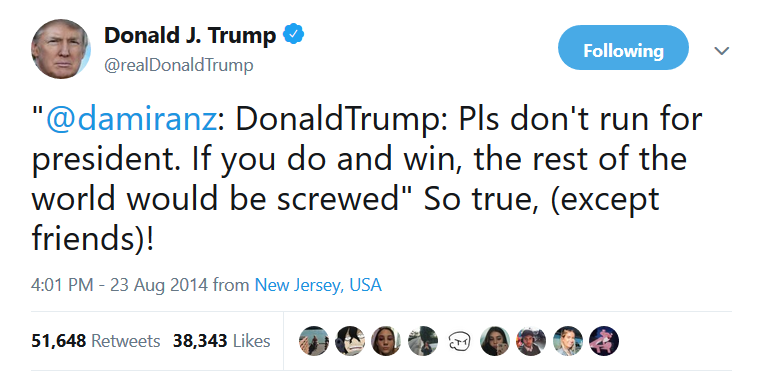 Donald J. Trump
@realDonaldTrump
Following
"@damiranz: DonaldTrump: Pls don't run for
president. If you do and win, the rest of the
world would be screwed" So true, (except
friends)!
4:01 PM - 23 Aug 2014 from New Jersey, USA
51,648 Retweets 38,343 Likes